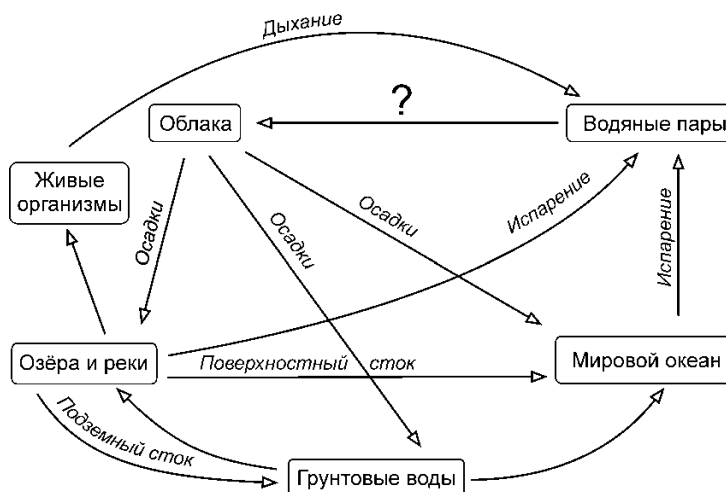 Дыхание
?
Облака
Водяные пары
Живые
организмы
Осадки
Осадки
Осадки
Испарение
Испарение
Озёра и реки
Поверхностный сток
Мировой океан
Подземный сток
Грунтовые воды